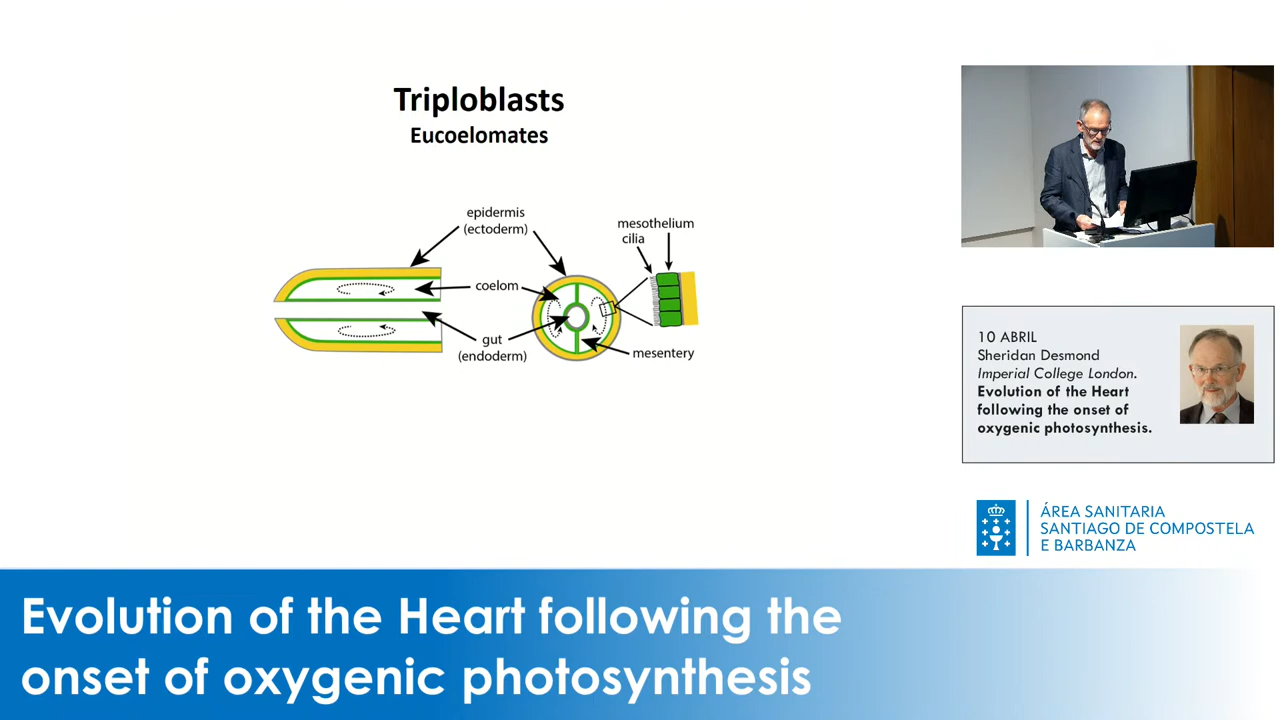 Triploblasts
Eucoelomates
epidermis
(ectoderm)
mesothelium
cilia
coelom
gut
(endoderm)
mesentery
10 ABRIL
Sheridan Desmond
Imperial College London.
Evolution of the Heart
following the onset of
oxygenic photosynthesis.
ÁREA SANITARIA
SANTIAGO DE COMPOSTELA
E BARBANZA
Evolution of the Heart following the
onset of oxygenic photosynthesis